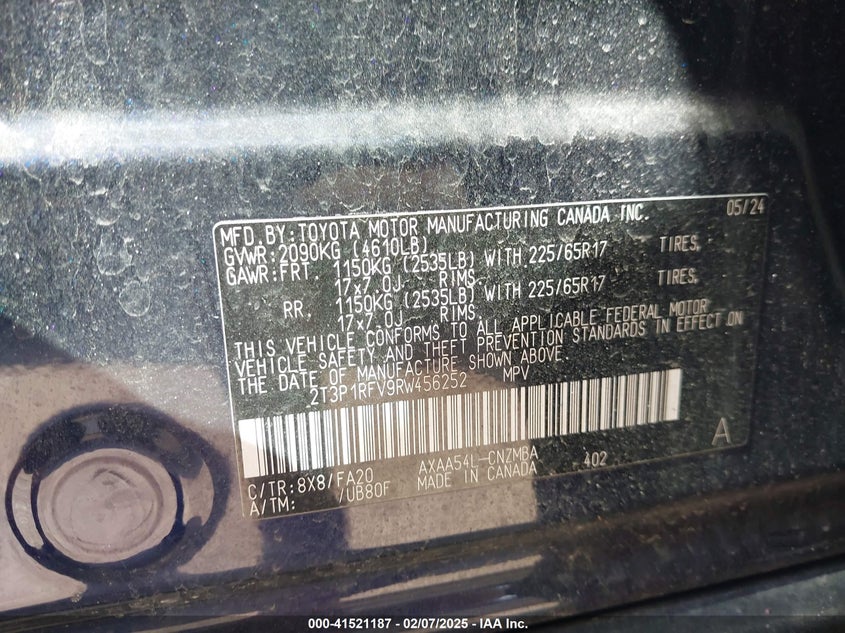 MFD. BY: TOYOTA MOTOR MANUFACTURING CANADA INC. 05/24
GVWR: 2090KG (4610LB)
GAWR: FRT. 1150KG (2535LB) WITH 225/65R17 TIRES,
17x7.0J- RIMS.
RR. 1150KG (2535LB) WITH 225/65R17 TIRES,
17x7.0J- RIMS.
THIS VEHICLE CONFORMS TO ALL APPLICABLE FEDERAL MOTOR
VEHICLE SAFETY AND THEFT PREVENTION STANDARDS IN EFFECT ON
THE DATE OF MANUFACTURE SHOWN ABOVE.
2T3P1RFV9RW456252 MPV
A
C/TR: 8X8/FA20 AXAA54L-CNZMBA 402
A/TM: /UB80F MADE IN CANADA
000-41521187 - 02/07/2025 - © IAA Inc.